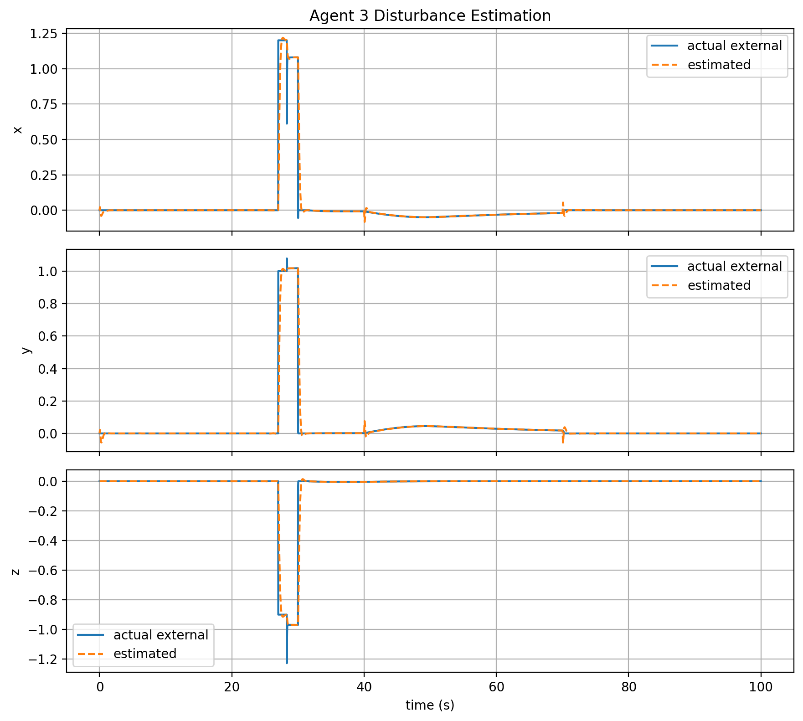 Agent 3 Disturbance Estimation
1.25
1.00
0.75
0.50
0.25
0.00
x
actual external
estimated
1.0
0.8
0.6
0.4
0.2
0.0
y
actual external
estimated
0.0
−0.2
−0.4
−0.6
−0.8
−1.0
−1.2
z
actual external
estimated
0
20
40
60
80
100
time (s)